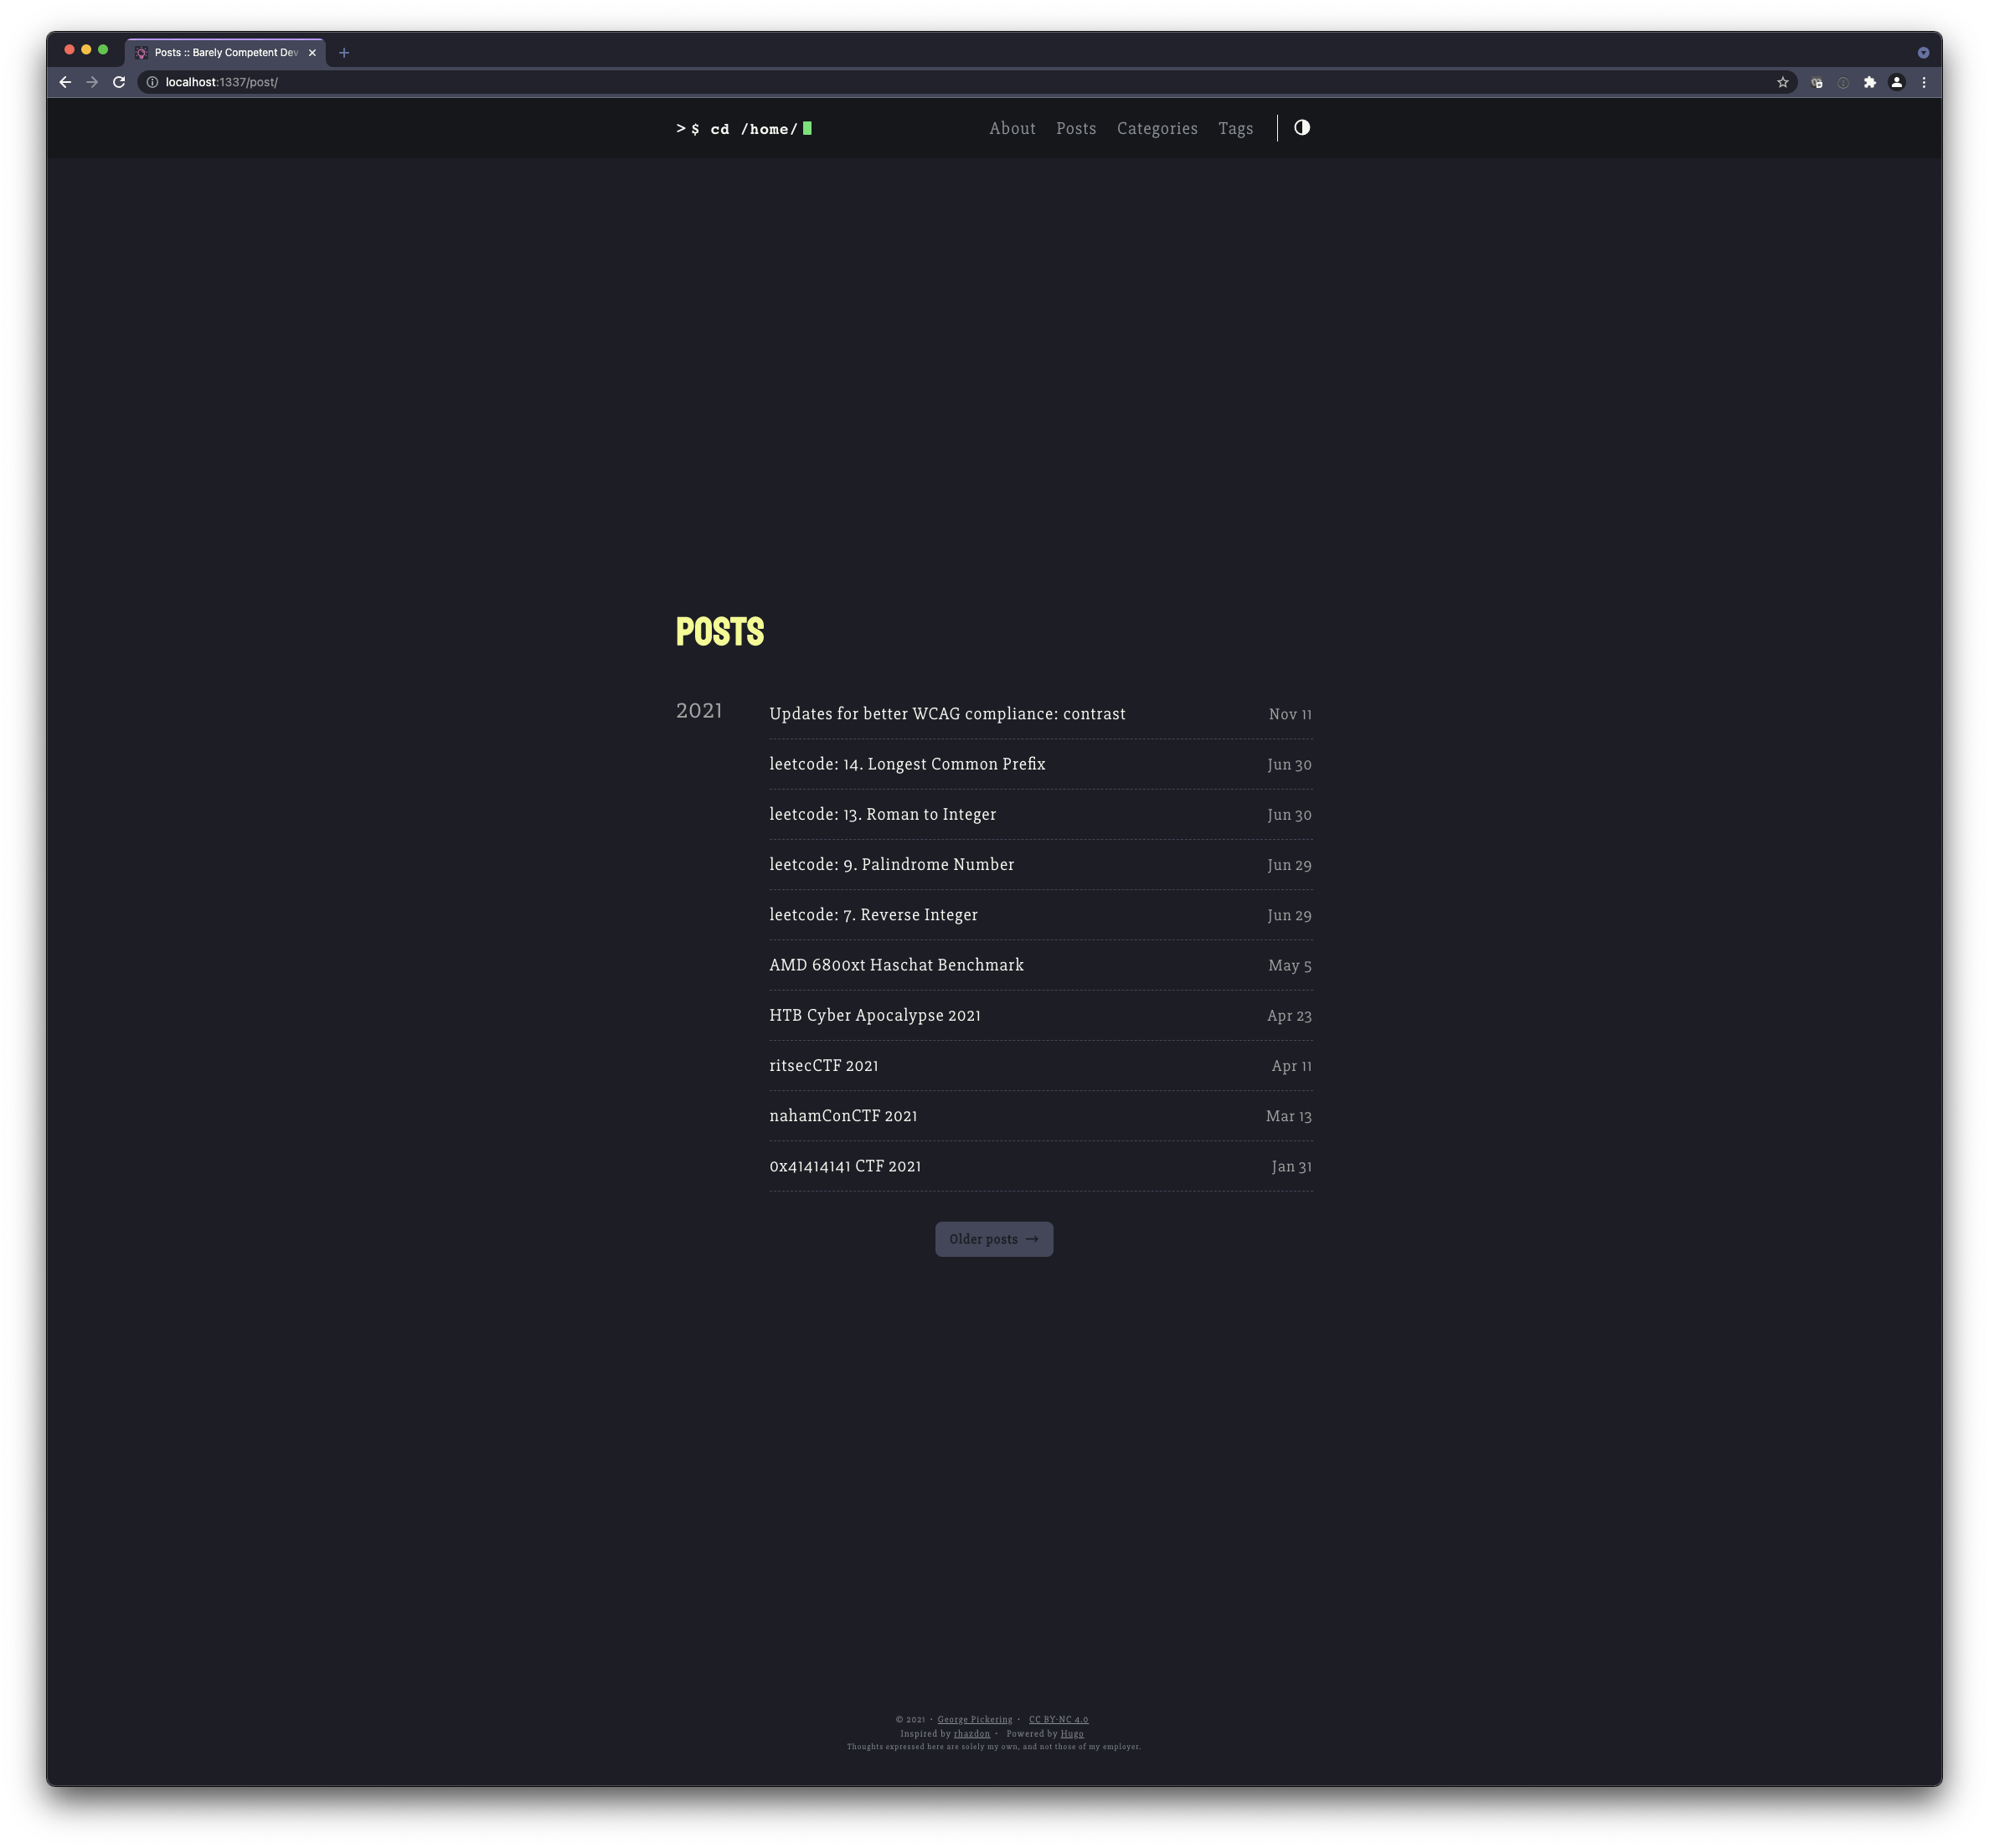 Posts :: Barely Competent Dev
localhost:1337/post/
>$ cd /home/
About Posts Categories Tags
POSTS
2021
Updates for better WCAG compliance: contrast Nov 11
leetcode: 14. Longest Common Prefix Jun 30
leetcode: 13. Roman to Integer Jun 30
leetcode: 9. Palindrome Number Jun 29
leetcode: 7. Reverse Integer Jun 29
AMD 6800xt Haschat Benchmark May 5
HTB Cyber Apocalypse 2021 Apr 23
ritsecCTF 2021 Apr 11
nahamConCTF 2021 Mar 13
0x41414141 CTF 2021 Jan 31
Older posts →
© 2021 · George Pickering · CC BY-NC 4.0
Inspired by rhazdon · Powered by Hugo
Thoughts expressed here are solely my own, and not those of my employer.